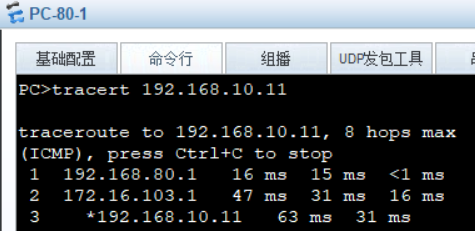 PC-80-1
基础配置 命令行 组播 UDP发包工具
PC>tracert 192.168.10.11
traceroute to 192.168.10.11, 8 hops max
(ICMP), press Ctrl+C to stop
1 192.168.80.1 16 ms 15 ms <1 ms
2 172.16.103.1 47 ms 31 ms 16 ms
3 *192.168.10.11 63 ms 31 ms